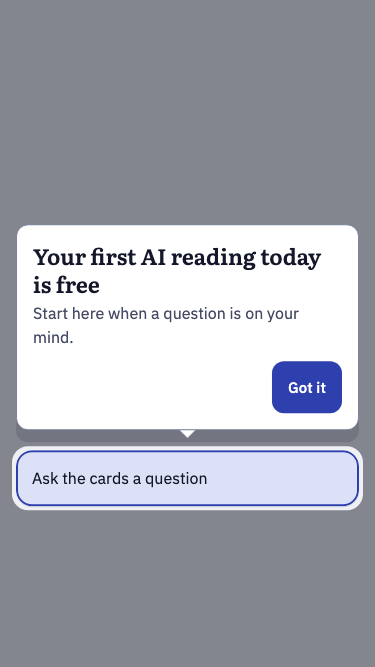 Your first AI reading today
is free
Start here when a question is on your
mind.
Got it
Ask the cards a question